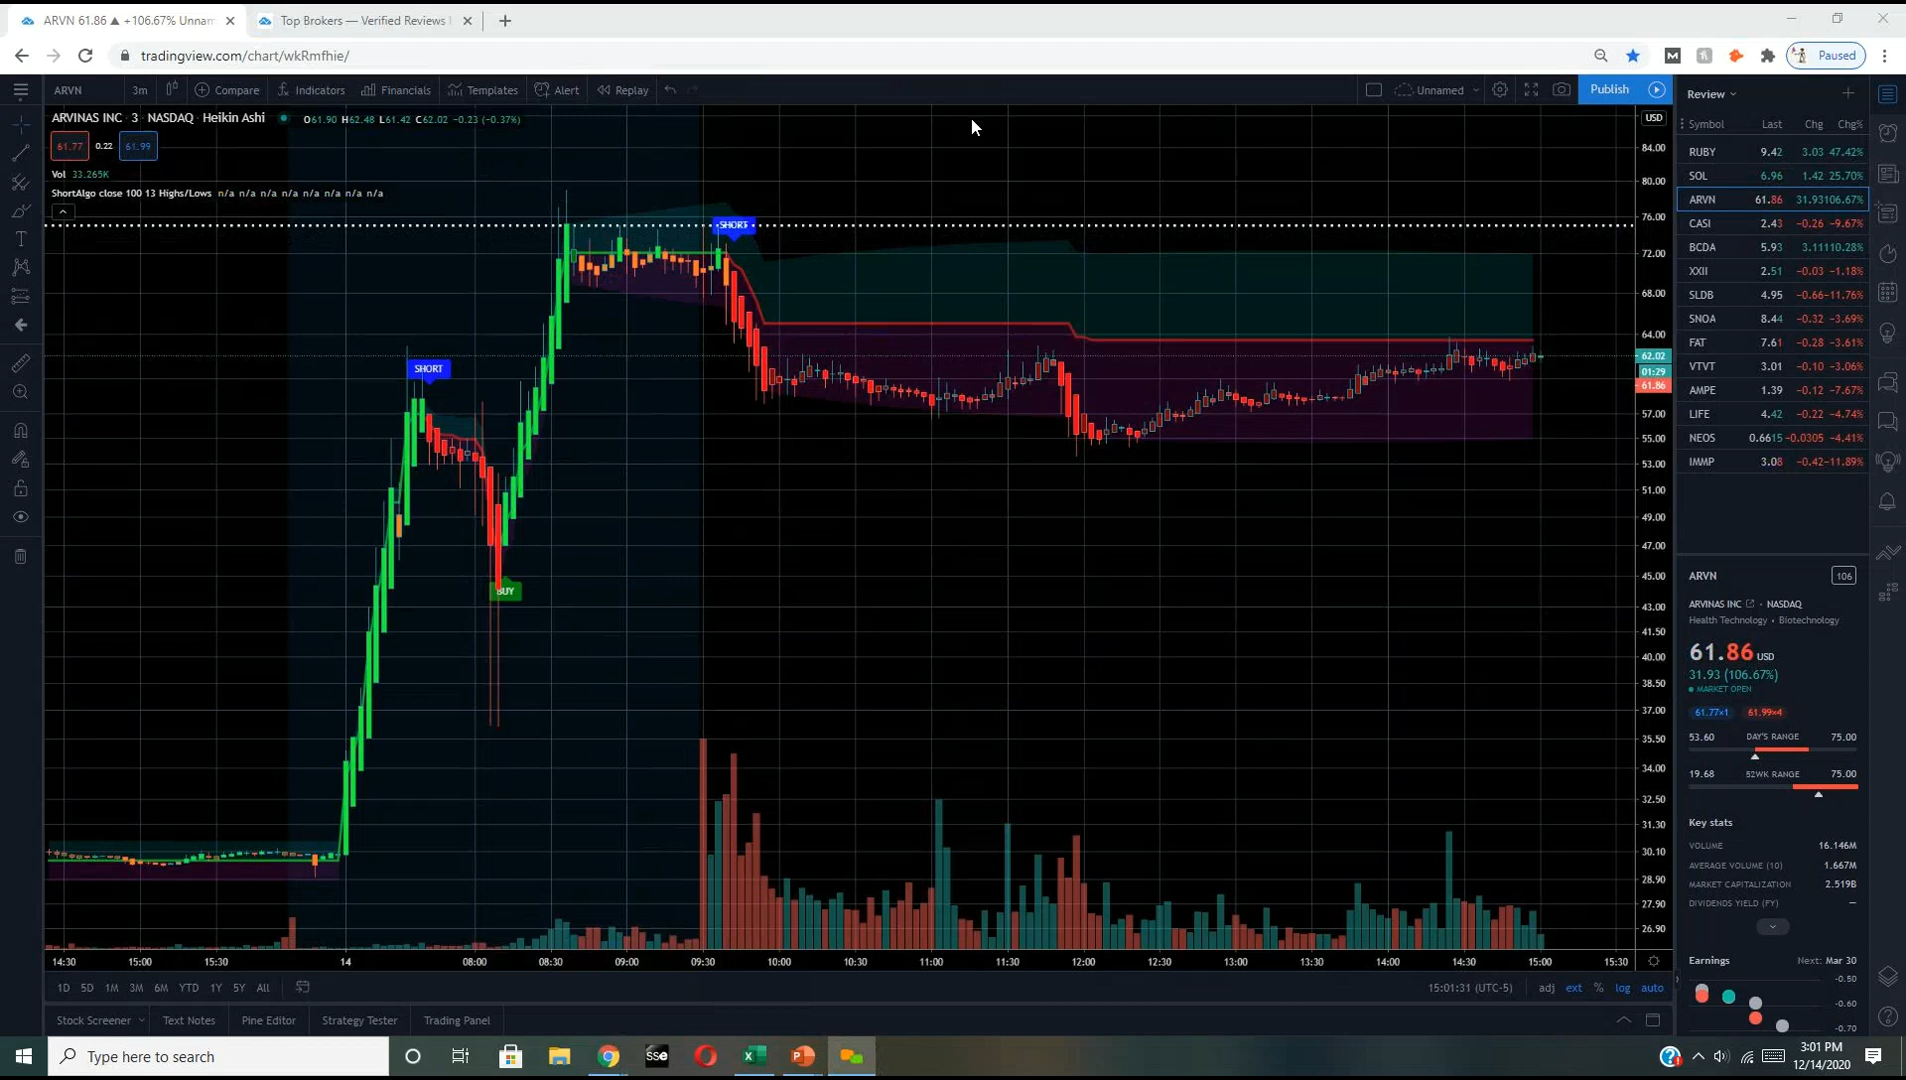 ARVN 61.86 ▲ +106.67% Unnam
Top Brokers — Verified Reviews
tradingview.com/chart/wkRmfhie/
Paused
ARVN 3m Compare Indicators Financials Templates Alert Replay Unnamed Publish
ARVINAS INC · 3 · NASDAQ · Heikin Ashi O61.90 H62.48 L61.42 C62.02 −0.23 (−0.37%)
61.77 0.22 61.99
Vol 33.265K
ShortAlgo close 100 13 Highs/Lows n/a n/a n/a n/a n/a n/a n/a n/a
SHORT
SHORT
BUY
USD
84.00
80.00
76.00
72.00
68.00
64.00
62.02
01:29
61.86
57.00
55.00
53.00
51.00
49.00
47.00
45.00
43.00
41.50
40.00
38.50
37.00
35.50
34.00
32.50
31.30
30.10
28.90
27.90
26.90
14:30 15:00 15:30 14 08:00 08:30 09:00 09:30 10:00 10:30 11:00 11:30 12:00 12:30 13:00 13:30 14:00 14:30 15:00 15:30
1D 5D 1M 3M 6M YTD 1Y 5Y All
15:01:31 (UTC-5) adj ext % log auto
Stock Screener Text Notes Pine Editor Strategy Tester Trading Panel
Review
Symbol Last Chg Chg%
RUBY 9.42 3.03 47.42%
SOL 6.96 1.42 25.70%
ARVN 61.86 31.93 106.67%
CASI 2.43 −0.26 −9.67%
BCDA 5.93 3.11 110.28%
XXII 2.51 −0.03 −1.18%
SLDB 4.95 −0.66 −11.76%
SNOA 8.44 −0.32 −3.69%
FAT 7.61 −0.28 −3.61%
VTVT 3.01 −0.10 −3.06%
AMPE 1.39 −0.12 −7.67%
LIFE 4.42 −0.22 −4.74%
NEOS 0.6615 −0.0305 −4.41%
IMMP 3.08 −0.42 −11.89%
ARVN 106
ARVINAS INC · NASDAQ
Health Technology · Biotechnology
61.86 USD
31.93 (106.67%)
MARKET OPEN
61.77×1 61.99×4
53.60 DAY'S RANGE 75.00
19.68 52WK RANGE 75.00
Key stats
VOLUME 16.146M
AVERAGE VOLUME (10) 1.667M
MARKET CAPITALIZATION 2.519B
DIVIDENDS YIELD (FY) —
Earnings Next: Mar 30
-0.50
-0.60
-0.70
Type here to search
SSE
3:01 PM
12/14/2020